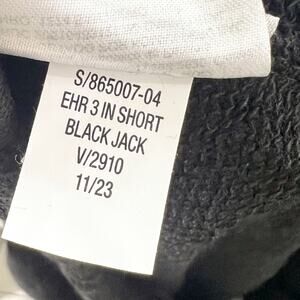 S/865007-04
EHR 3 IN SHORT
BLACK JACK
V/2910
11/23